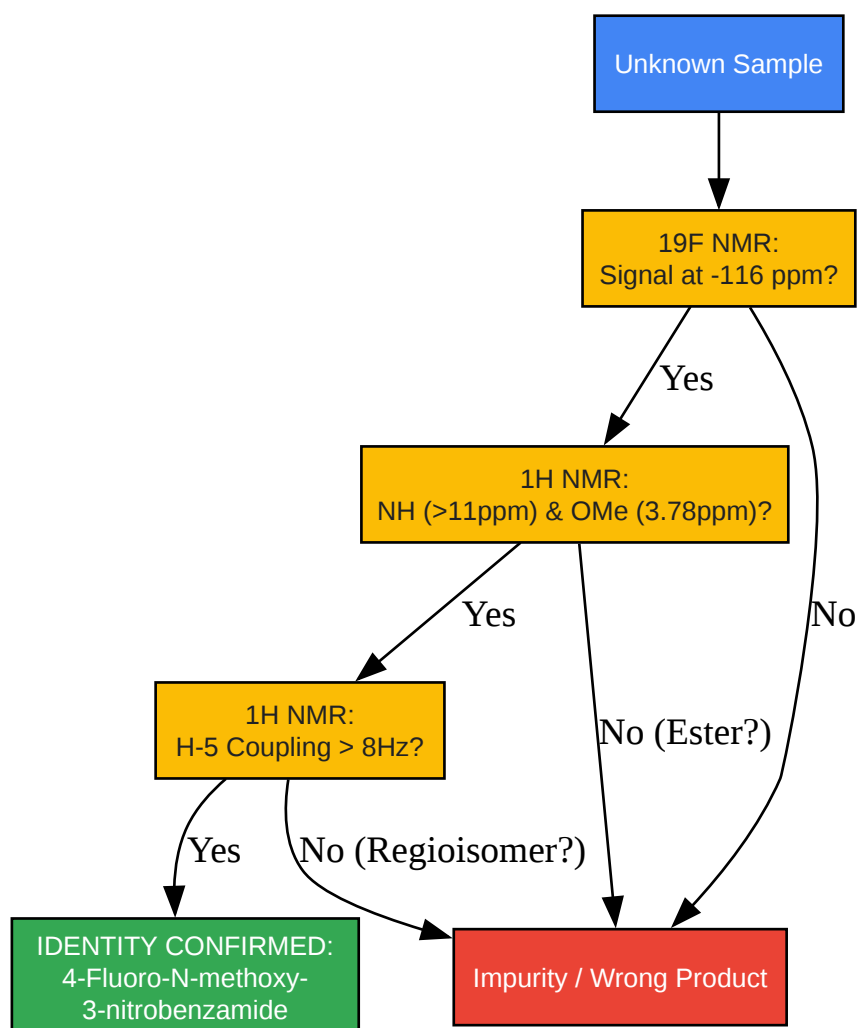 Unknown Sample
19F NMR:
Signal at -116 ppm?
Yes
1H NMR:
NH (>11ppm) & OMe (3.78ppm)?
No
Yes
1H NMR:
H-5 Coupling > 8Hz?
No (Ester?)
Yes
No (Regioisomer?)
IDENTITY CONFIRMED:
4-Fluoro-N-methoxy-
3-nitrobenzamide
Impurity / Wrong Product